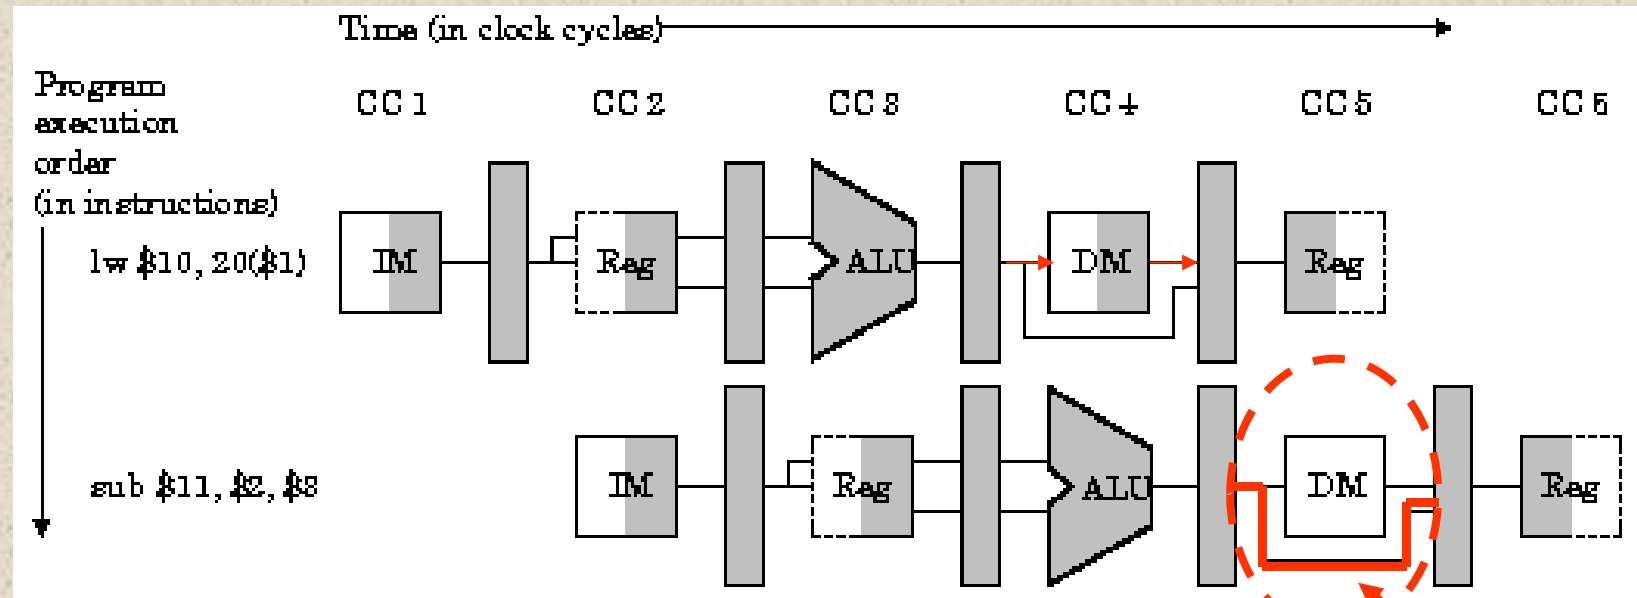 Time (in clock cycles)
Program
execution
order
(in instructions)
CC 1 CC 2 CC 3 CC 4 CC 5 CC 6
lw $10, 20($1) IM Reg ALU DM Reg
sub $11, $2, $3 IM Reg ALU DM Reg